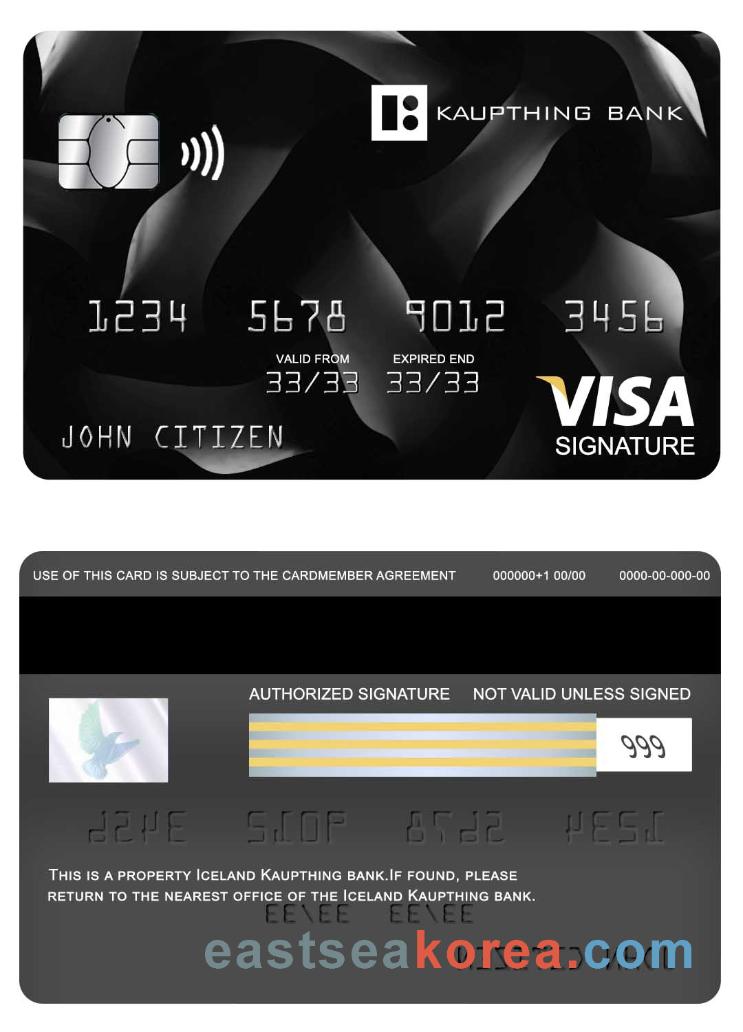 KAUPTHING BANK
1234 5678 9012 3456
VALID FROM EXPIRED END
33/33 33/33
JOHN CITIZEN
VISA
SIGNATURE
USE OF THIS CARD IS SUBJECT TO THE CARDMEMBER AGREEMENT 000000+1 00/00 0000-00-000-00
AUTHORIZED SIGNATURE NOT VALID UNLESS SIGNED
999
THIS IS A PROPERTY ICELAND KAUPTHING BANK.IF FOUND, PLEASE
RETURN TO THE NEAREST OFFICE OF THE ICELAND KAUPTHING BANK.
eastseakorea.com